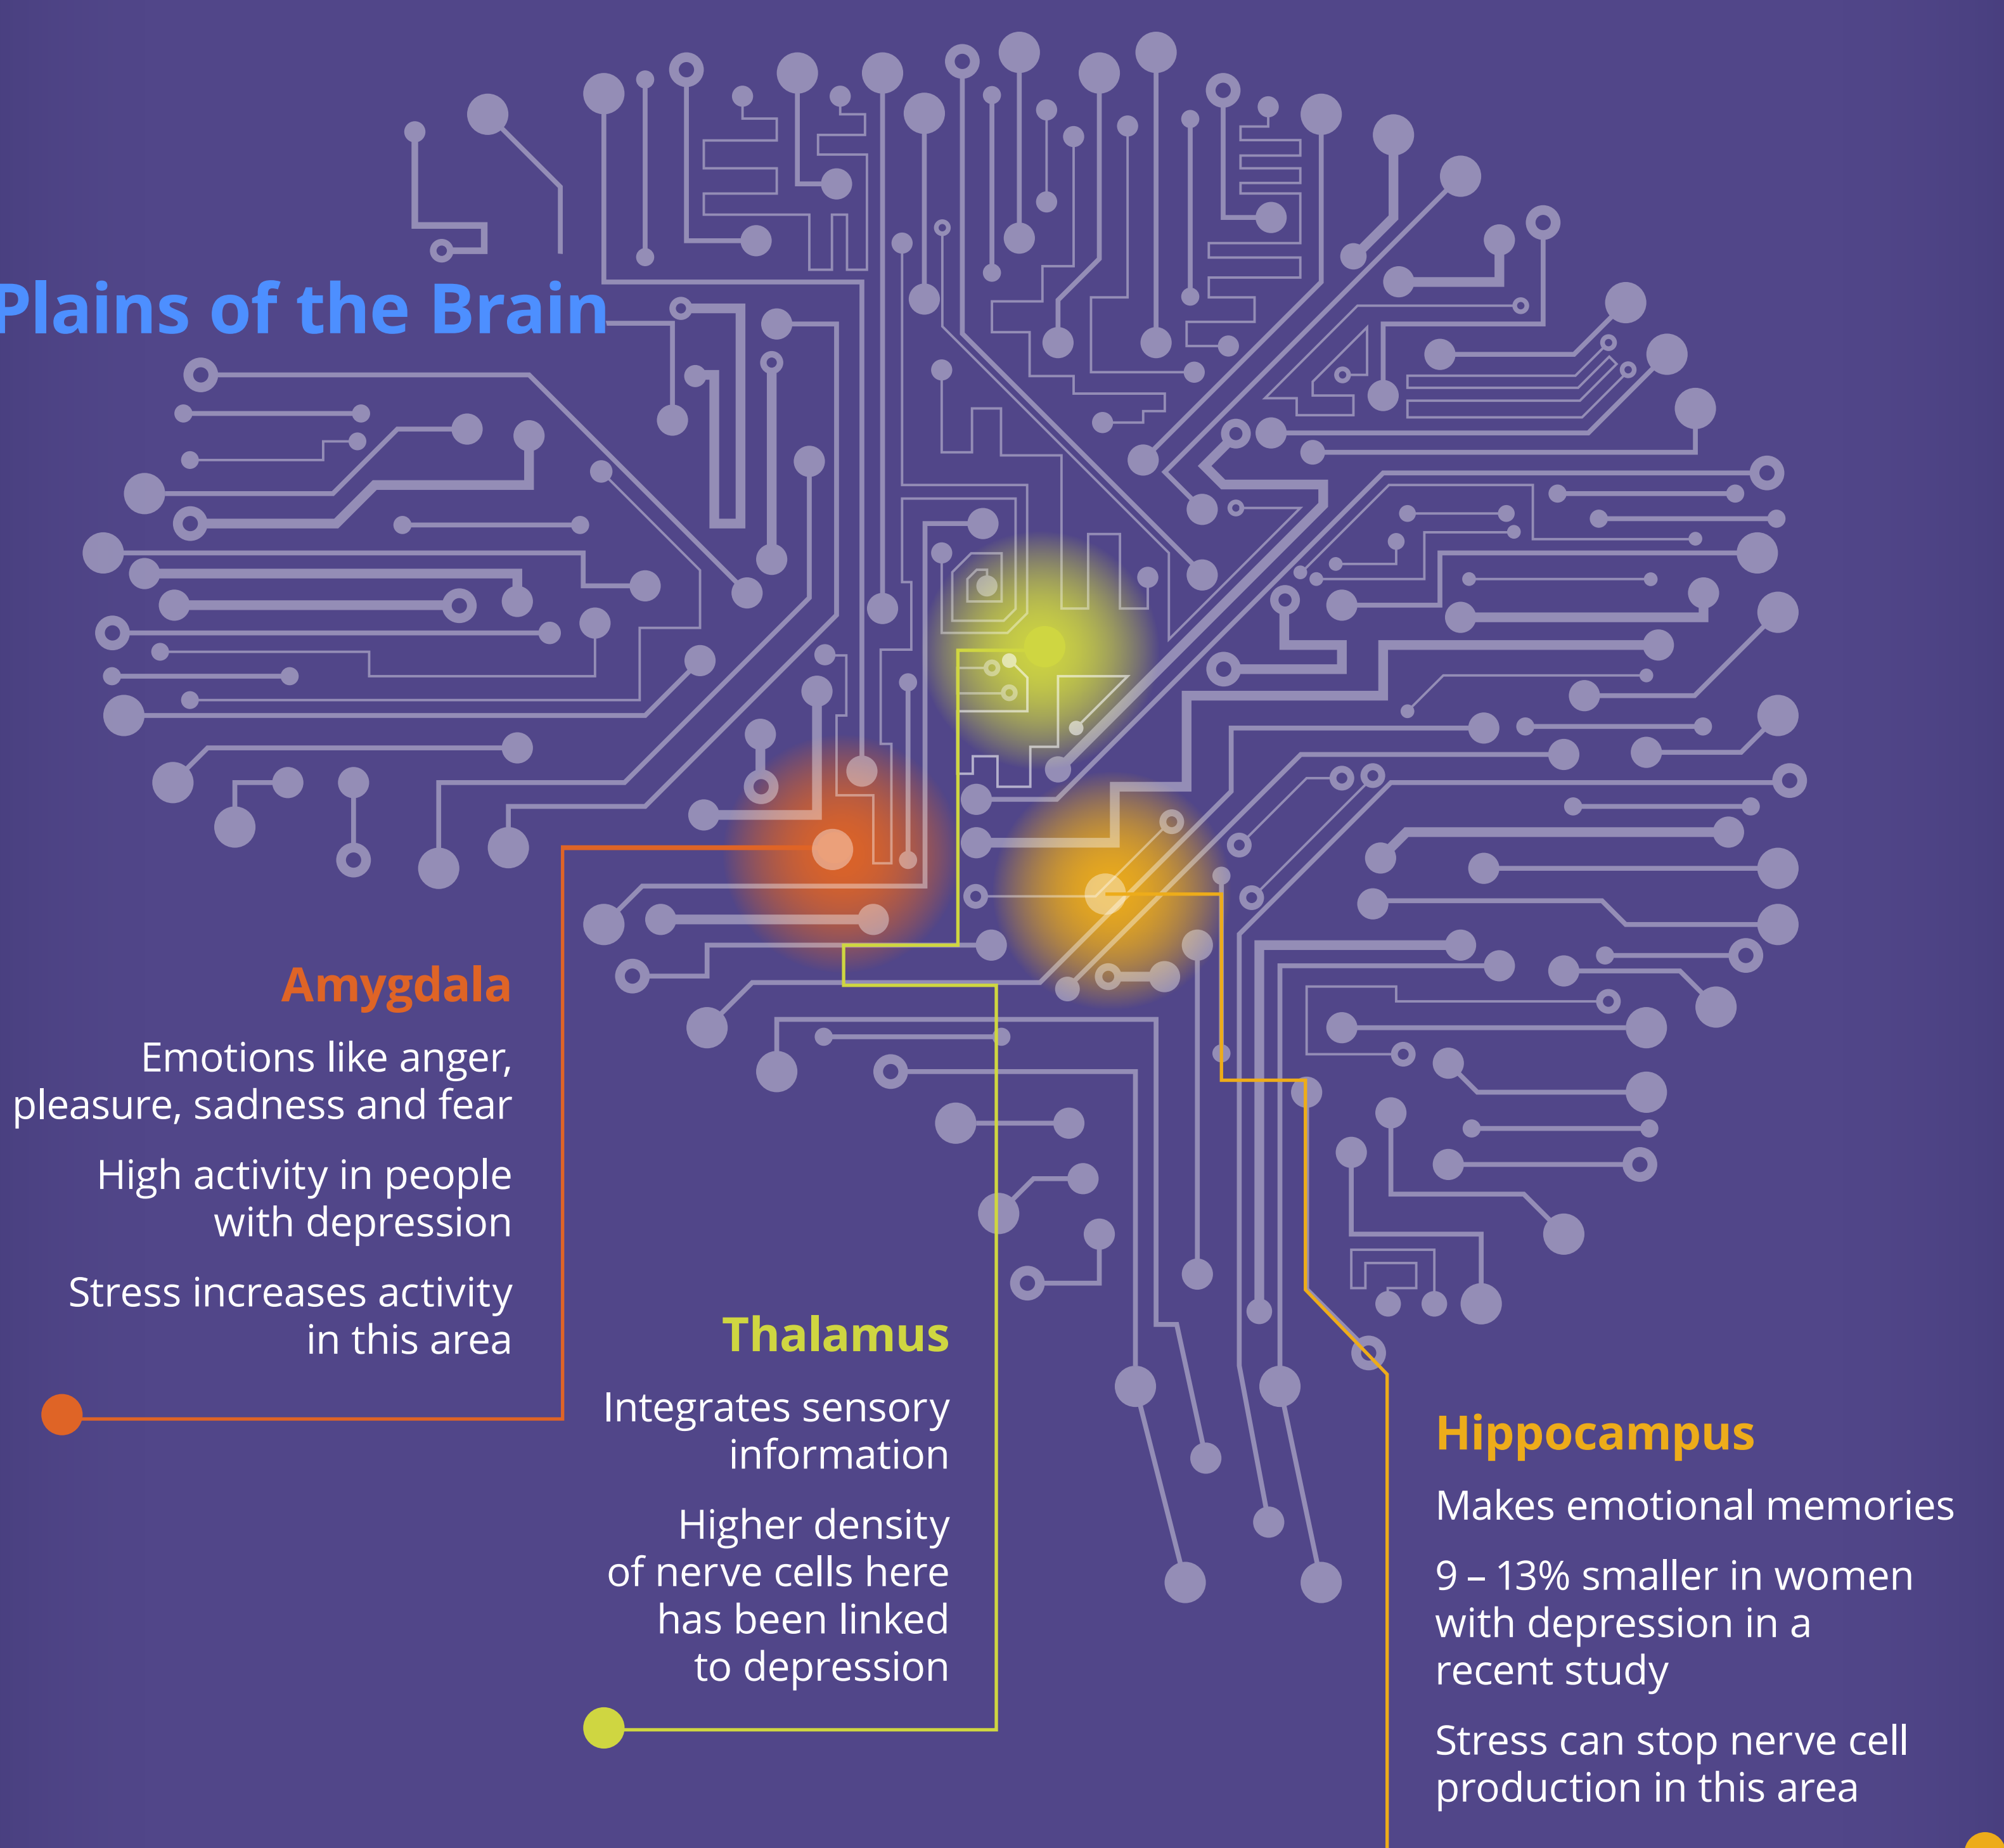 Plains of the Brain
Amygdala
Emotions like anger,
pleasure, sadness and fear
High activity in people
with depression
Stress increases activity
in this area
Thalamus
Integrates sensory
information
Higher density
of nerve cells here
has been linked
to depression
Hippocampus
Makes emotional memories
9 – 13% smaller in women
with depression in a
recent study
Stress can stop nerve cell
production in this area